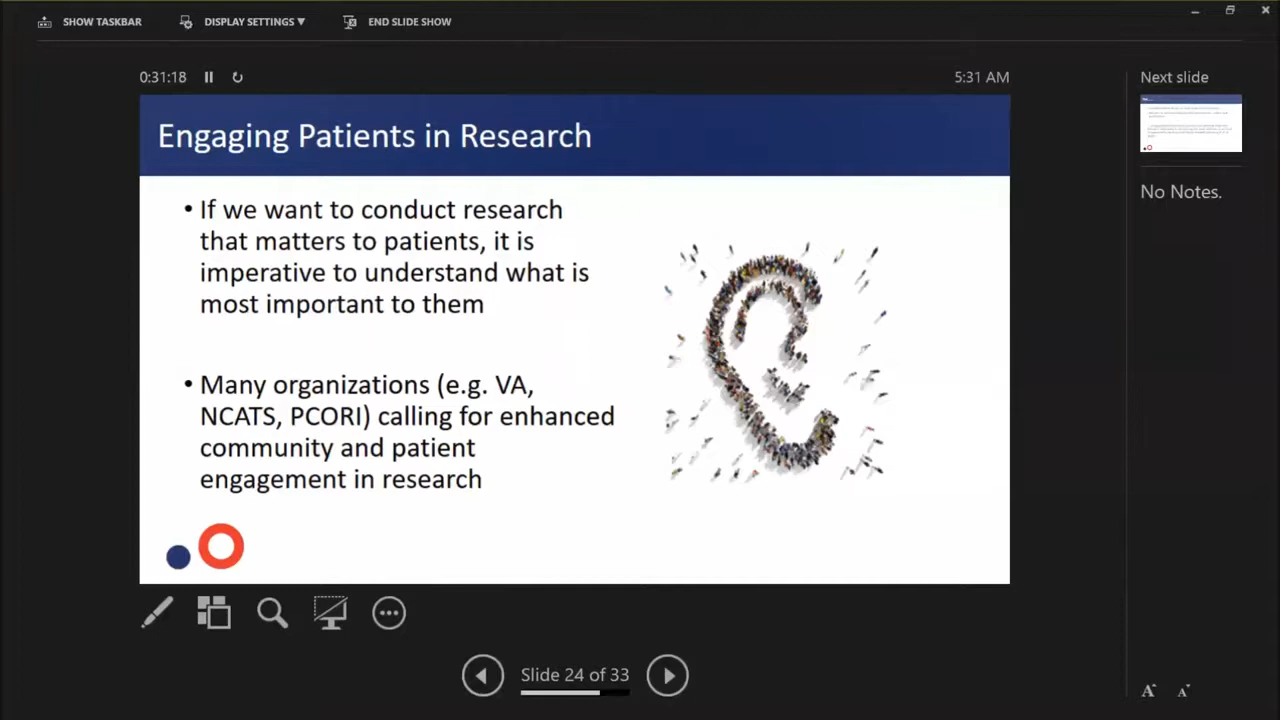 SHOW TASKBAR DISPLAY SETTINGS ▼ END SLIDE SHOW
0:31:18 5:31 AM Next slide
Engaging Patients in Research
• If we want to conduct research
that matters to patients, it is
imperative to understand what is
most important to them
• Many organizations (e.g. VA,
NCATS, PCORI) calling for enhanced
community and patient
engagement in research
No Notes.
Slide 24 of 33
A A